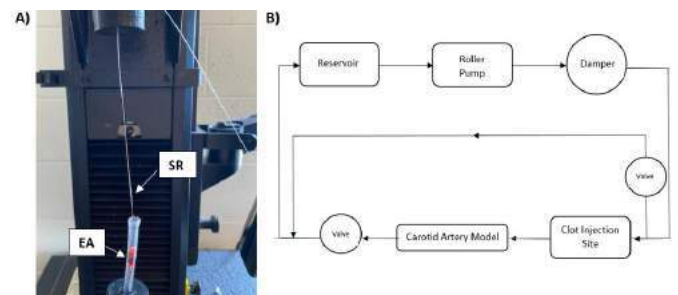 A)
SR
EA
B)
Reservoir
Roller
Pump
Damper
Valve
Valve
Carotid Artery Model
Clot Injection
Site